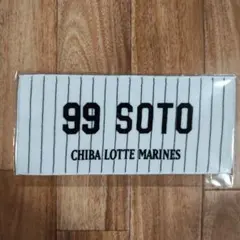 99 SOTO
CHIBA LOTTE MARINES